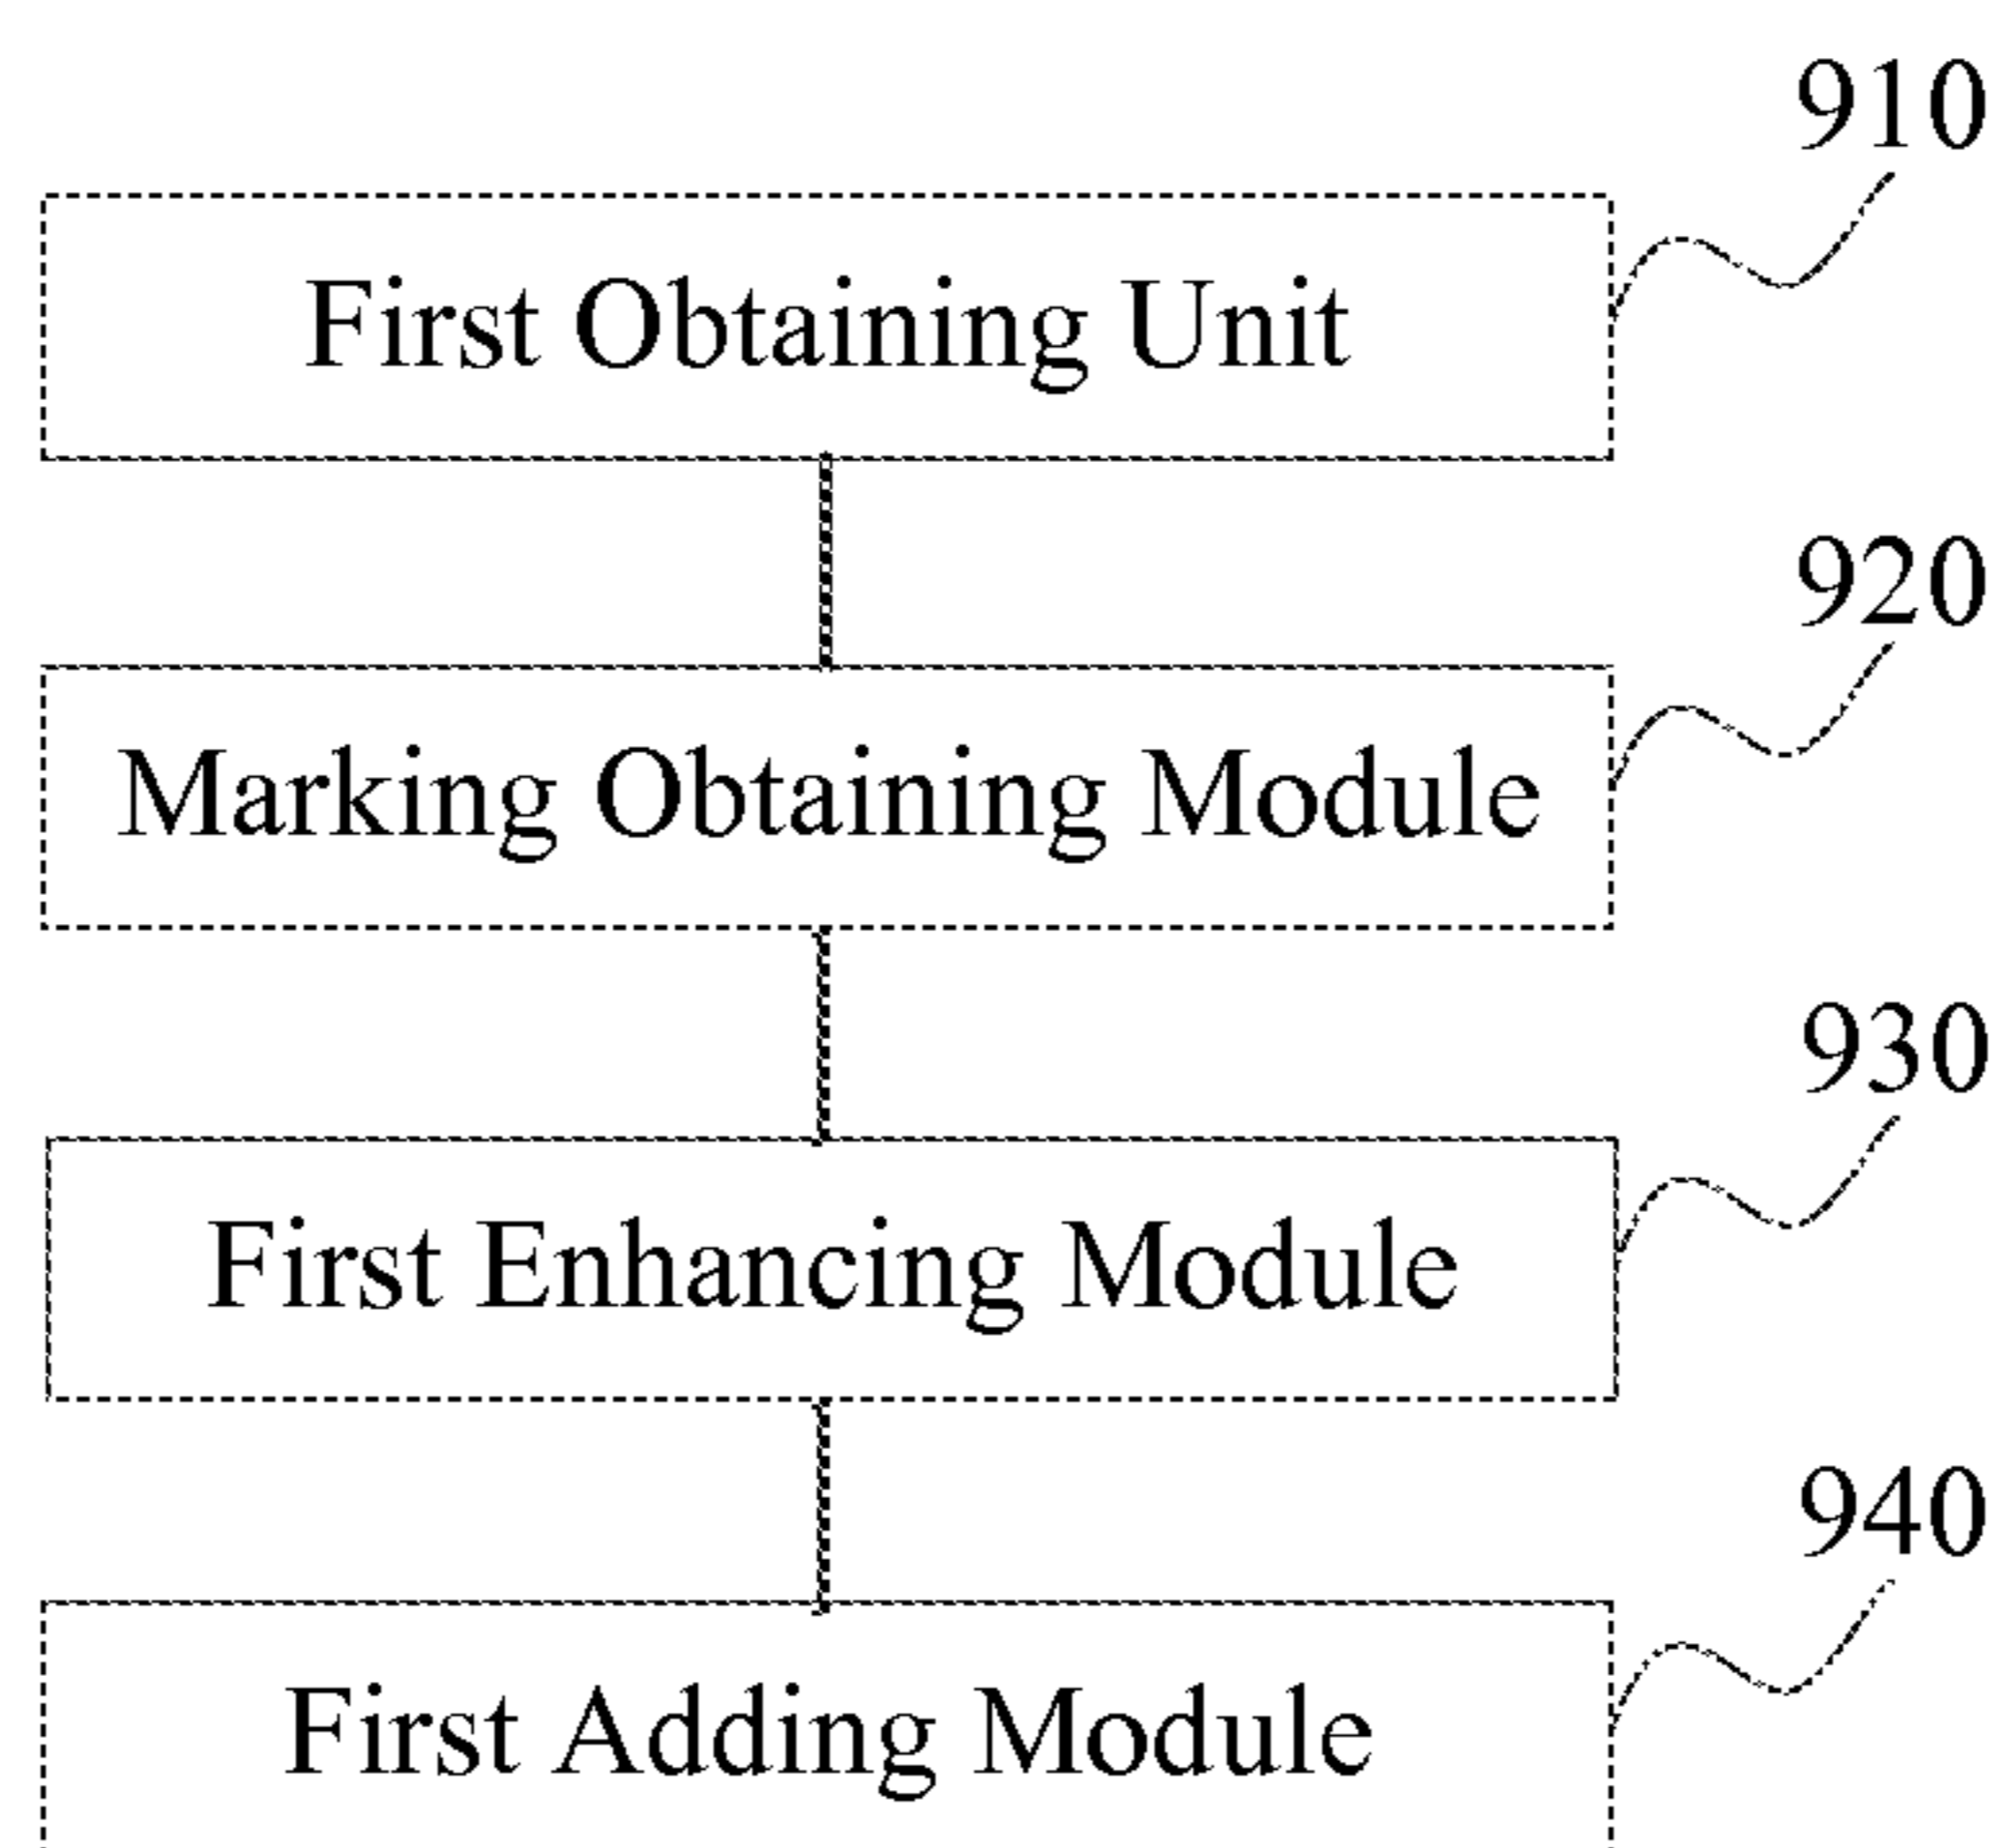 910
First Obtaining Unit
920
Marking Obtaining Module
930
First Enhancing Module
940
First Adding Module